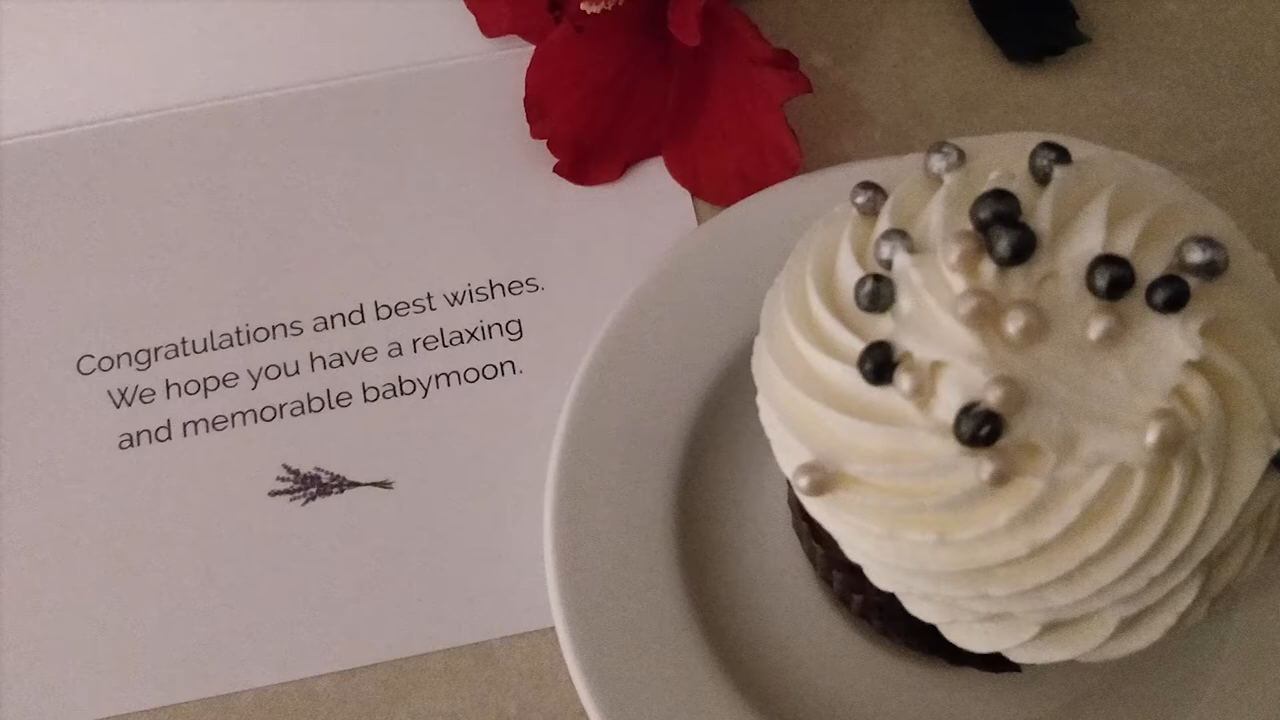 Congratulations and best wishes.
We hope you have a relaxing
and memorable babymoon.